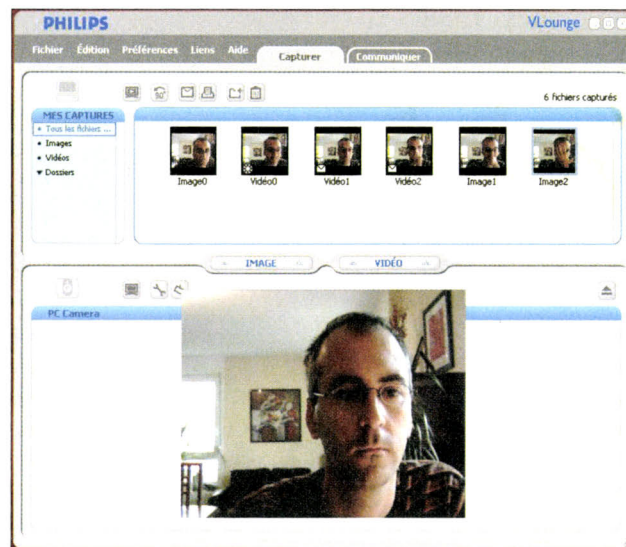 PHILIPS
VLounge
Fichier Édition Préférences Liens Aide Capturer Communiquer
6 fichiers capturés
MES CAPTURES
Tous les fichiers ...
Images
Vidéos
Dossiers
Image0 Vidéo0 Vidéo1 Vidéo2 Image1 Image2
IMAGE VIDÉO
PC Camera